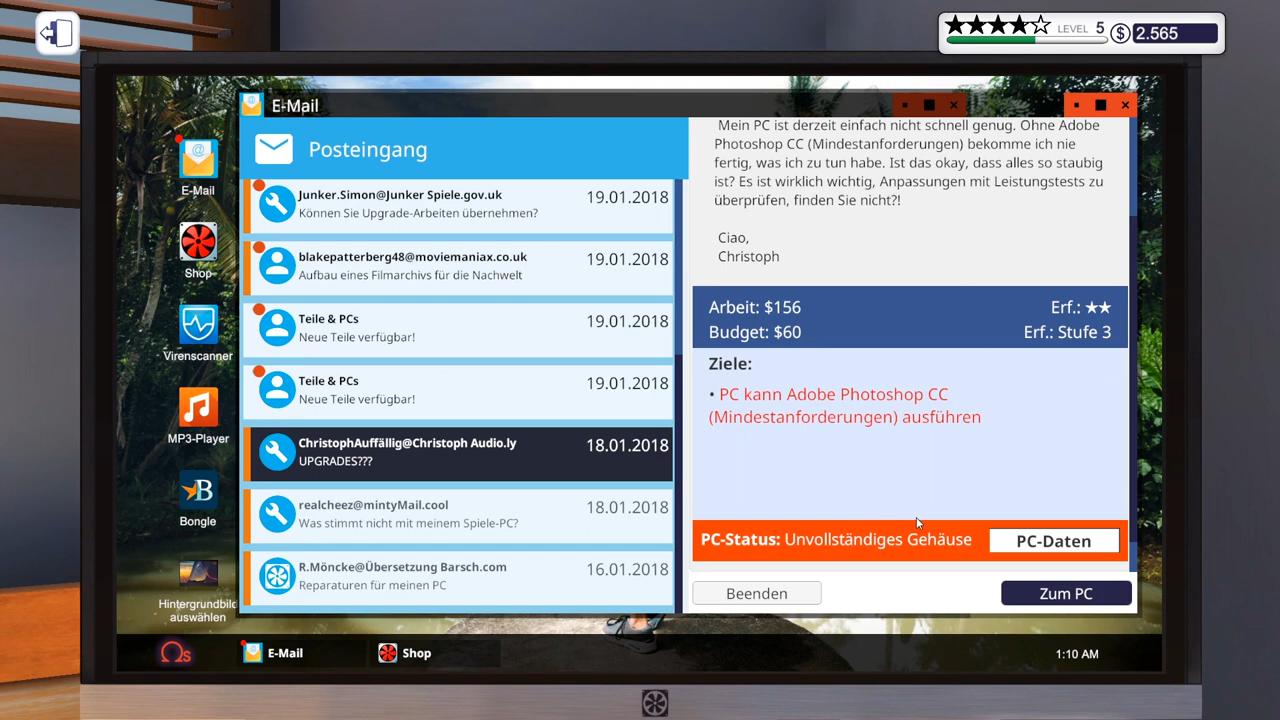 LEVEL 5
$ 2.565
E-Mail
Posteingang
Junker.Simon@Junker Spiele.gov.uk
19.01.2018
Können Sie Upgrade-Arbeiten übernehmen?
blakepatterberg48@moviemaniax.co.uk
19.01.2018
Aufbau eines Filmarchivs für die Nachwelt
Teile & PCs
19.01.2018
Neue Teile verfügbar!
Teile & PCs
19.01.2018
Neue Teile verfügbar!
ChristophAuffällig@Christoph Audio.ly
18.01.2018
UPGRADES???
realcheez@mintyMail.cool
18.01.2018
Was stimmt nicht mit meinem Spiele-PC?
R.Möncke@Übersetzung Barsch.com
16.01.2018
Reparaturen für meinen PC
Mein PC ist derzeit einfach nicht schnell genug. Ohne Adobe
Photoshop CC (Mindestanforderungen) bekomme ich nie
fertig, was ich zu tun habe. Ist das okay, dass alles so staubig
ist? Es ist wirklich wichtig, Anpassungen mit Leistungstests zu
überprüfen, finden Sie nicht?!
Ciao,
Christoph
Arbeit: $156
Erf.: ★★
Budget: $60
Erf.: Stufe 3
Ziele:
• PC kann Adobe Photoshop CC
(Mindestanforderungen) ausführen
PC-Status: Unvollständiges Gehäuse
PC-Daten
Beenden
Zum PC
E-Mail
Shop
Virenscanner
MP3-Player
B
Bongle
Hintergrundbild
auswählen
Ωs
E-Mail
Shop
1:10 AM